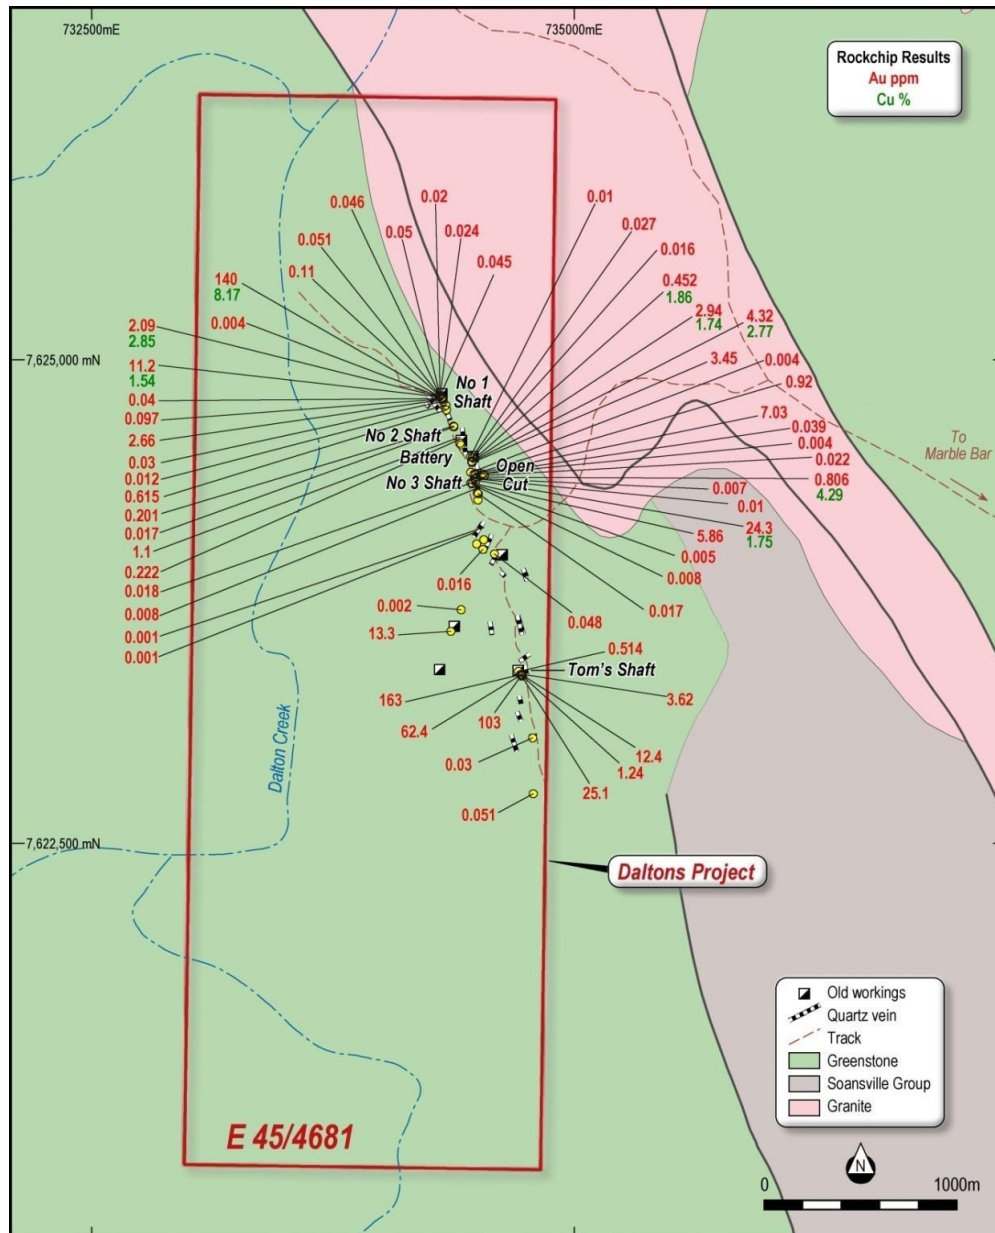 732500mE
735000mE
Rockchip Results
Au ppm
Cu %
0.02
0.01
0.046
0.027
0.05
0.024
0.051
0.016
0.045
0.11
140
8.17
0.452
1.86
2.94
1.74
4.32
2.77
2.09
2.85
0.004
7,625,000 mN
3.45
0.004
11.2
1.54
0.92
No 1
Shaft
0.04
0.097
7.03
0.039
2.66
No 2 Shaft
0.004
Battery
To
Marble Bar
0.03
0.022
Open
Cut
0.012
0.806
4.29
No 3 Shaft
0.007
0.615
0.01
0.201
24.3
1.75
0.017
5.86
1.1
0.005
0.222
0.008
0.018
0.016
0.008
0.002
0.017
0.001
0.048
13.3
0.001
0.514
Tom's Shaft
163
3.62
103
62.4
12.4
0.03
1.24
25.1
0.051
Dalton Creek
7,622,500 mN
Daltons Project
Old workings
Quartz vein
Track
Greenstone
Soansville Group
Granite
E 45/4681
N
0
1000m